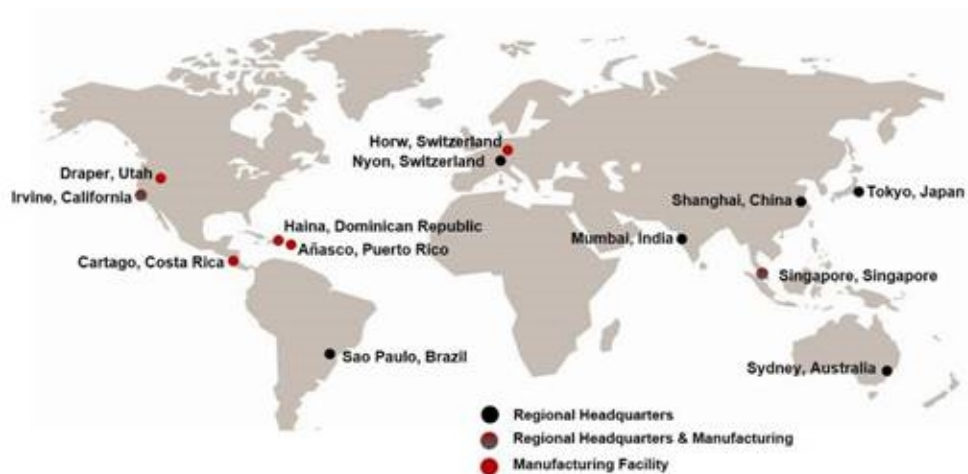 Horw, Switzerland
Nyon, Switzerland
Draper, Utah
Irvine, California
Shanghai, China
Tokyo, Japan
Haina, Dominican Republic
Añasco, Puerto Rico
Mumbai, India
Cartago, Costa Rica
Singapore, Singapore
Sao Paulo, Brazil
Sydney, Australia
Regional Headquarters
Regional Headquarters & Manufacturing
Manufacturing Facility